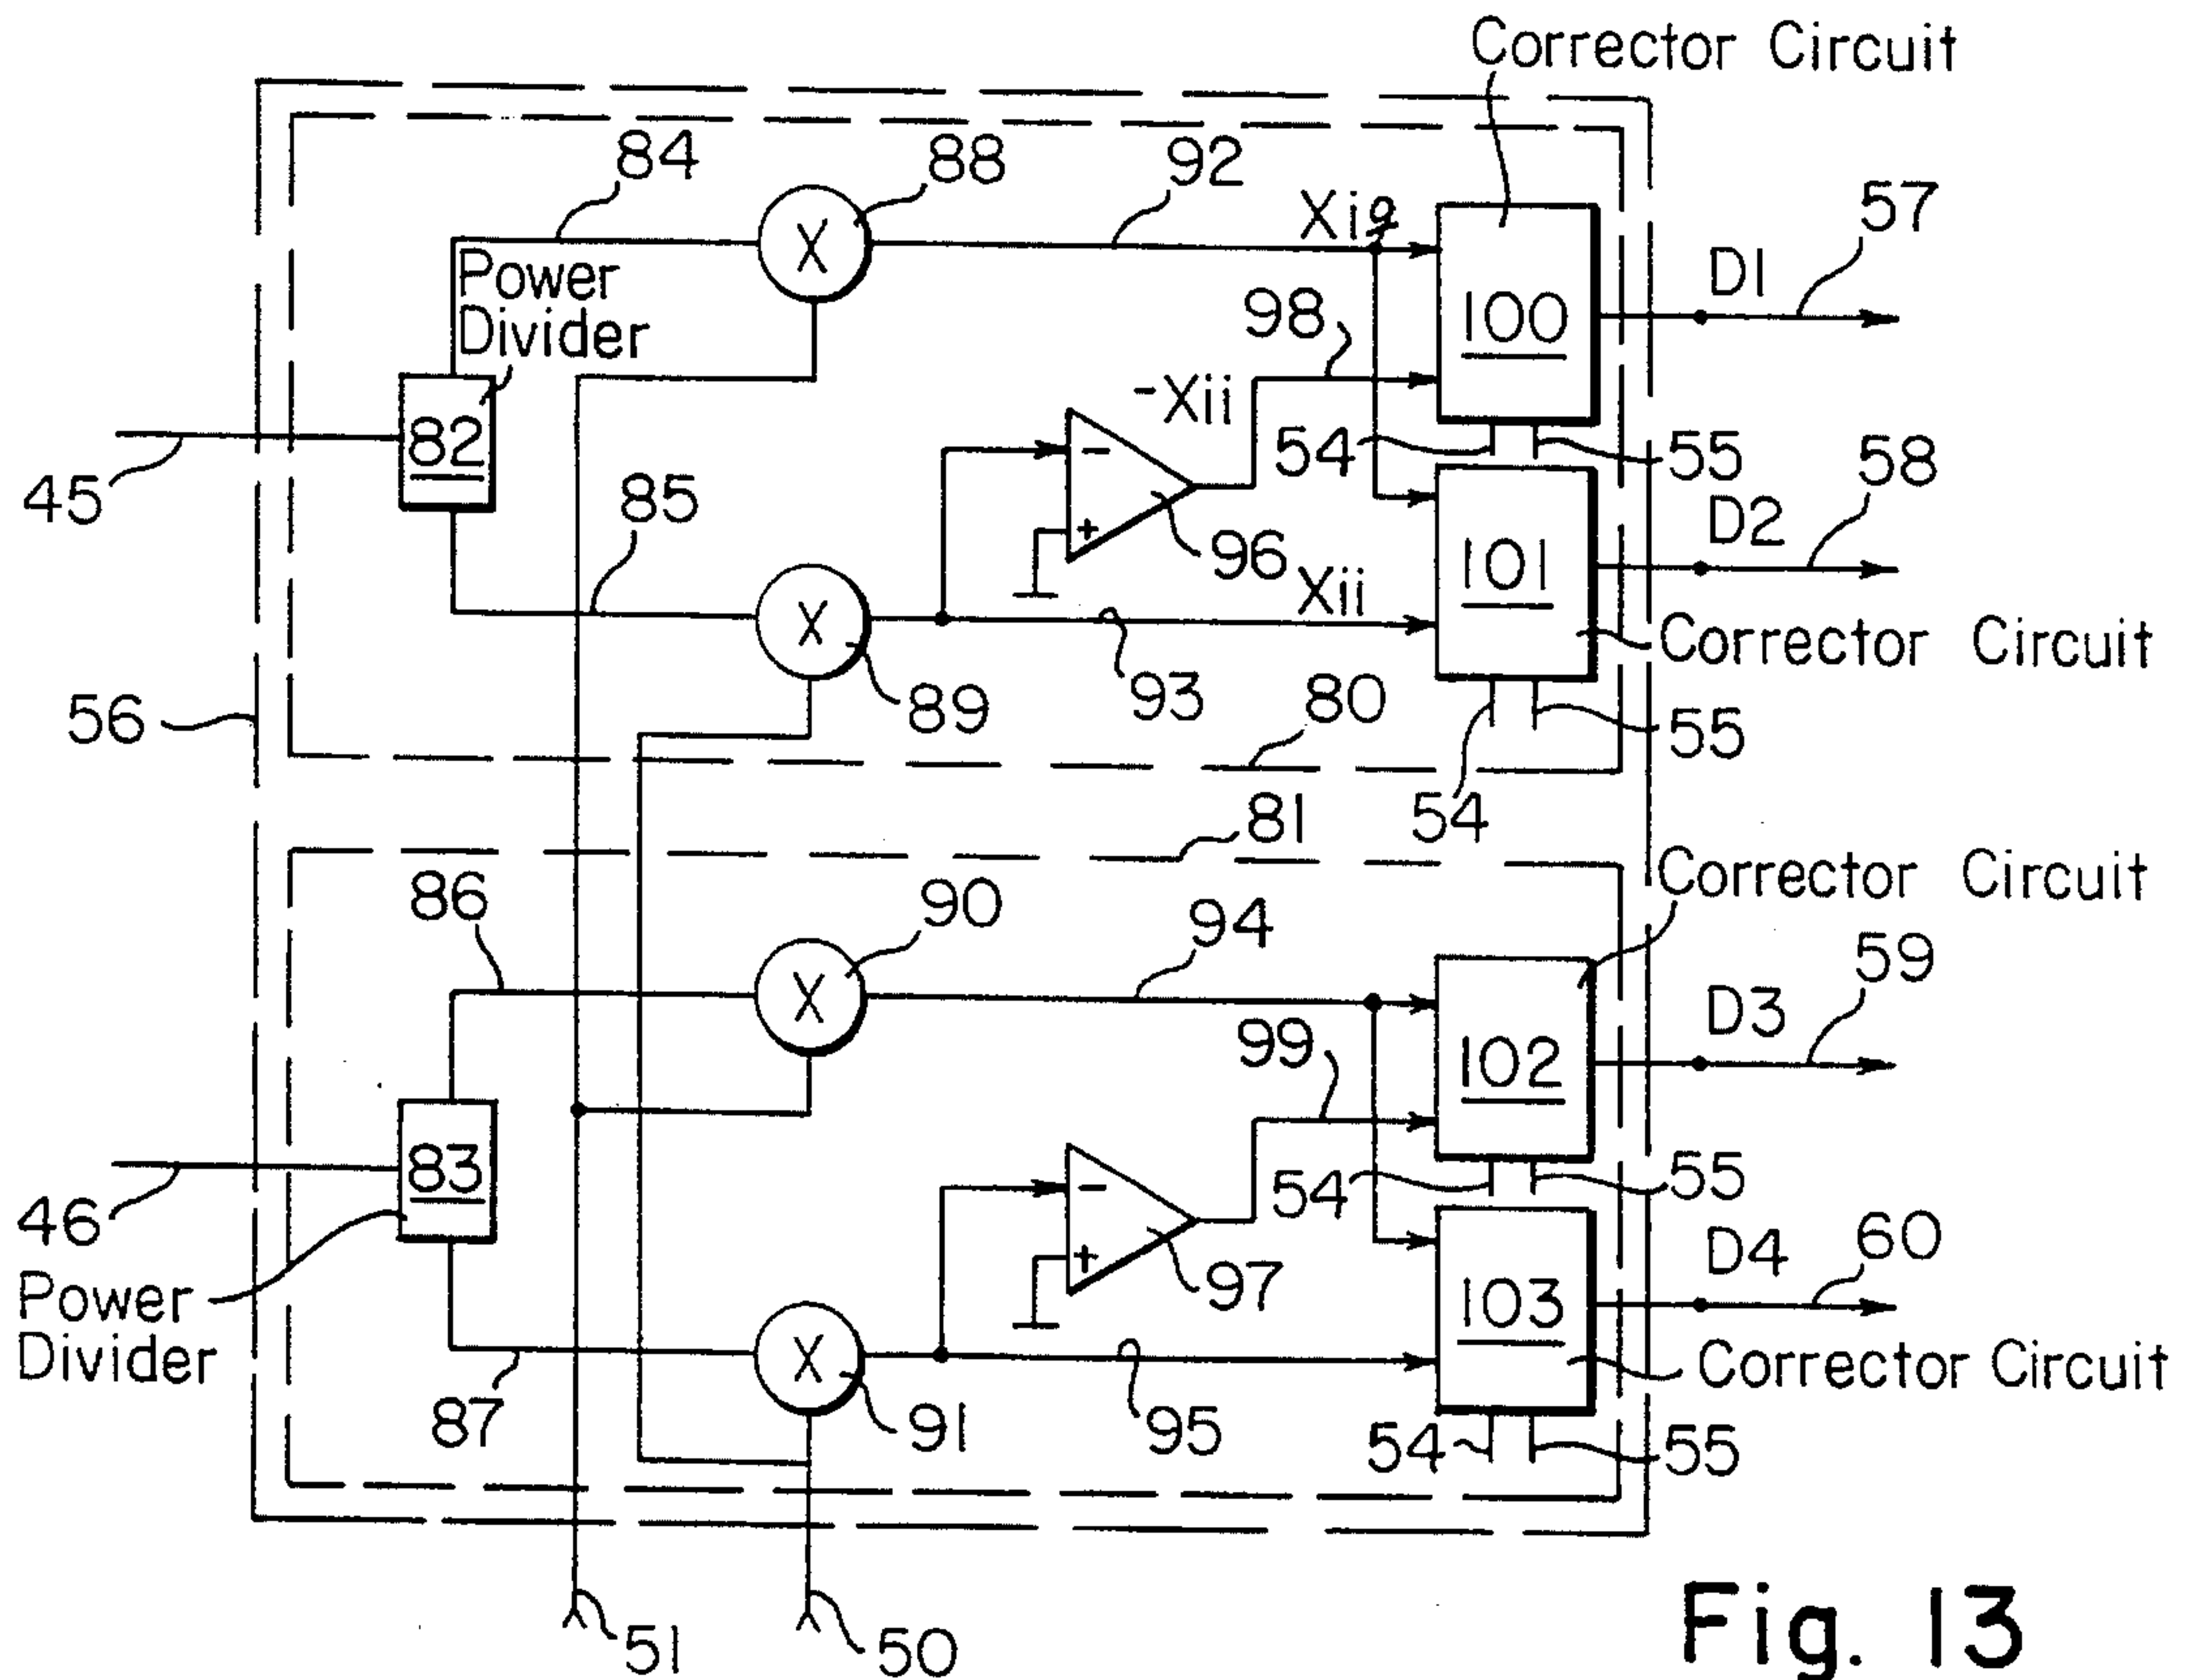 Corrector Circuit
84
88
92
57
Xiq
D1
Power
Divider
X
98
100
-Xii
82
54
55
58
45
85
D2
-
+
96
101
Xii
X
Corrector Circuit
56
89
93
80
55
54
81
Corrector Circuit
86
90
94
59
D3
X
99
102
83
54
55
46
-
+
97
D4
60
Power
Divider
103
X
Corrector Circuit
87
91
95
54
55
51
50
Fig. 13